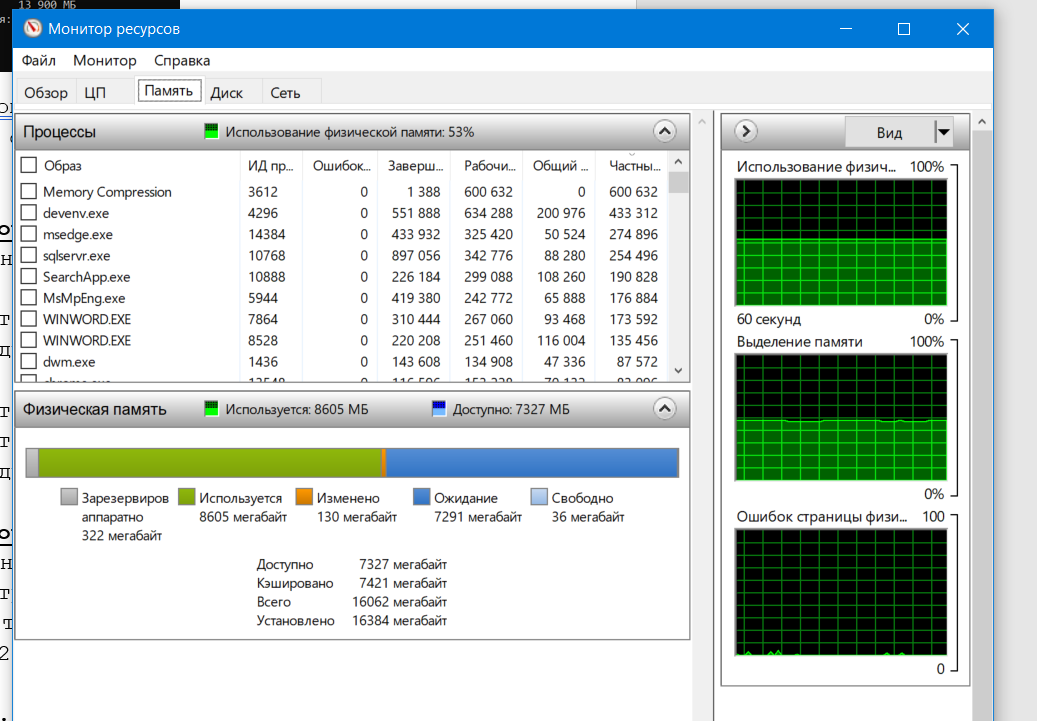 13 900 МБ
Монитор ресурсов
Файл Монитор Справка
Обзор ЦП Память Диск Сеть
Процессы Использование физической памяти: 53%
Образ ИД пр... Ошибок... Заверш... Рабочи... Общий ... Частны...
Memory Compression 3612 0 1 388 600 632 0 600 632
devenv.exe 4296 0 551 888 634 288 200 976 433 312
msedge.exe 14384 0 433 932 325 420 50 524 274 896
sqlservr.exe 10768 0 897 056 342 776 88 280 254 496
SearchApp.exe 10888 0 226 184 299 088 108 260 190 828
MsMpEng.exe 5944 0 419 380 242 772 65 888 176 884
WINWORD.EXE 7864 0 310 444 267 060 93 468 173 592
WINWORD.EXE 8528 0 220 208 251 460 116 004 135 456
dwm.exe 1436 0 143 608 134 908 47 336 87 572
Физическая память Используется: 8605 МБ Доступно: 7327 МБ
Зарезервиров
аппаратно
322 мегабайт
Используется
8605 мегабайт
Изменено
130 мегабайт
Ожидание
7291 мегабайт
Свободно
36 мегабайт
Доступно 7327 мегабайт
Кэшировано 7421 мегабайт
Всего 16062 мегабайт
Установлено 16384 мегабайт
Вид
Использование физич... 100%
60 секунд 0%
Выделение памяти 100%
0%
Ошибок страницы физи... 100
0